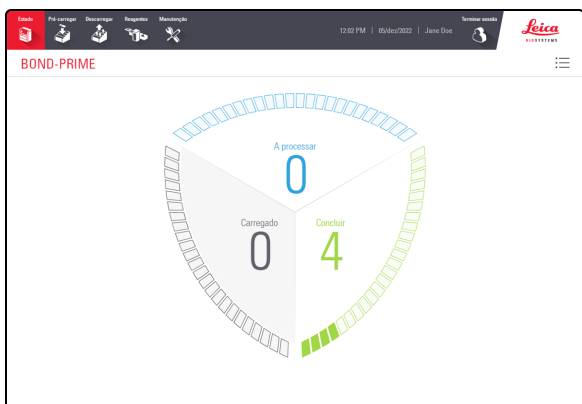 Estado
Pré-carregar
Descarregar
Reagentes
Manutenção
12:02 PM | 05/dez/2022 | Jane Doe
Terminar sessão
Leica
BIOSYSTEMS
BOND-PRIME
A processar
0
Carregado
0
Concluir
4